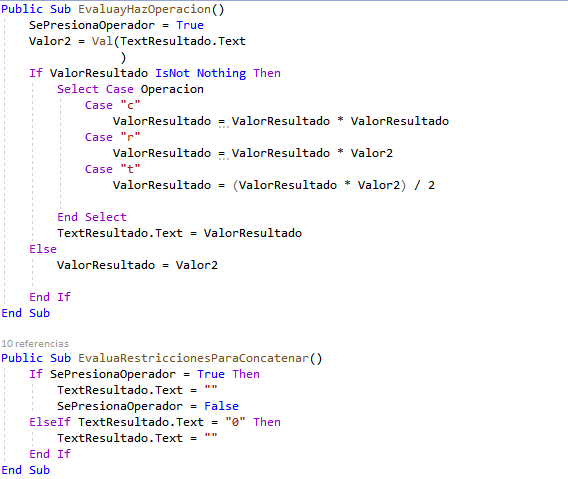 Public Sub EvaluayHazOperacion()
SePresionaOperador = True
Valor2 = Val(TextResultado.Text
)
If ValorResultado IsNot Nothing Then
Select Case Operacion
Case "c"
ValorResultado = ValorResultado * ValorResultado
Case "r"
ValorResultado = ValorResultado * Valor2
Case "t"
ValorResultado = (ValorResultado * Valor2) / 2
End Select
TextResultado.Text = ValorResultado
Else
ValorResultado = Valor2
End If
End Sub
10 referencias
Public Sub EvaluaRestriccionesParaConcatenar()
If SePresionaOperador = True Then
TextResultado.Text = ""
SePresionaOperador = False
ElseIf TextResultado.Text = "0" Then
TextResultado.Text = ""
End If
End Sub